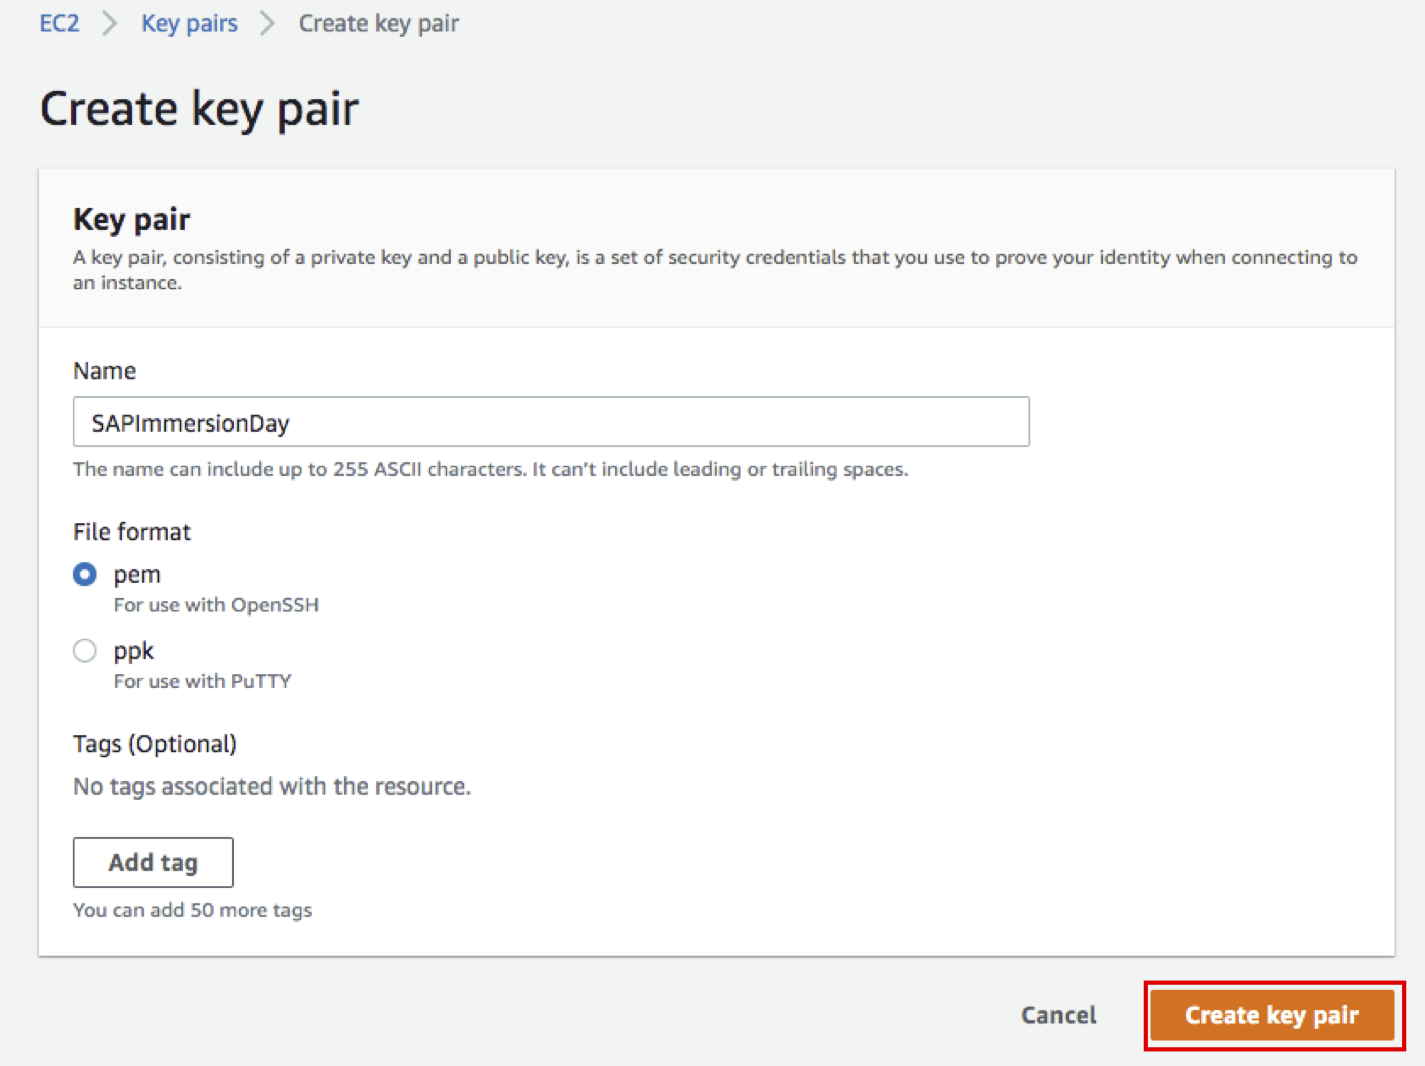 EC2 > Key pairs > Create key pair
Create key pair
Key pair
A key pair, consisting of a private key and a public key, is a set of security credentials that you use to prove your identity when connecting to
an instance.
Name
SAPImmersionDay
The name can include up to 255 ASCII characters. It can't include leading or trailing spaces.
File format
pem
For use with OpenSSH
ppk
For use with PuTTY
Tags (Optional)
No tags associated with the resource.
Add tag
You can add 50 more tags
Cancel Create key pair